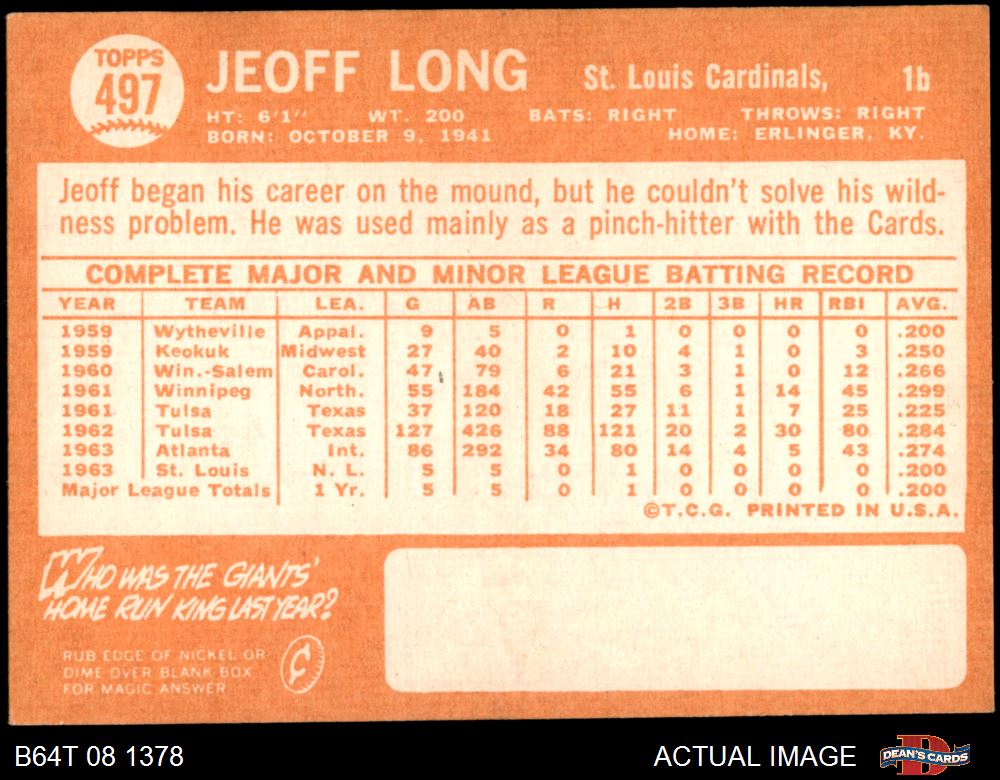 TOPPS
497
JEOFF LONG St. Louis Cardinals, 1b
HT: 6'1" WT. 200 BATS: RIGHT THROWS: RIGHT
BORN: OCTOBER 9, 1941 HOME: ERLINGER, KY.
Jeoff began his career on the mound, but he couldn't solve his wild-
ness problem. He was used mainly as a pinch-hitter with the Cards.
COMPLETE MAJOR AND MINOR LEAGUE BATTING RECORD
YEAR TEAM LEA. G AB R H 2B 3B HR RBI AVG.
1959 Wytheville Appal. 9 5 0 1 0 0 0 0 .200
1959 Keokuk Midwest 27 40 2 10 4 1 0 3 .250
1960 Win.-Salem Carol. 47 79 6 21 3 1 0 12 .266
1961 Winnipeg North. 55 184 42 55 6 1 14 45 .299
1961 Tulsa Texas 37 120 18 27 11 1 7 25 .225
1962 Tulsa Texas 127 426 88 121 20 2 30 80 .284
1963 Atlanta Int. 86 292 34 80 14 4 5 43 .274
1963 St. Louis N. L. 5 5 0 1 0 0 0 0 .200
Major League Totals 1 Yr. 5 5 0 1 0 0 0 0 .200
©T.C.G. PRINTED IN U.S.A.
WHO WAS THE GIANTS'
HOME RUN KING LAST YEAR?
RUB EDGE OF NICKEL OR
DIME OVER BLANK BOX
FOR MAGIC ANSWER
B64T 08 1378 ACTUAL IMAGE DEAN'S CARDS